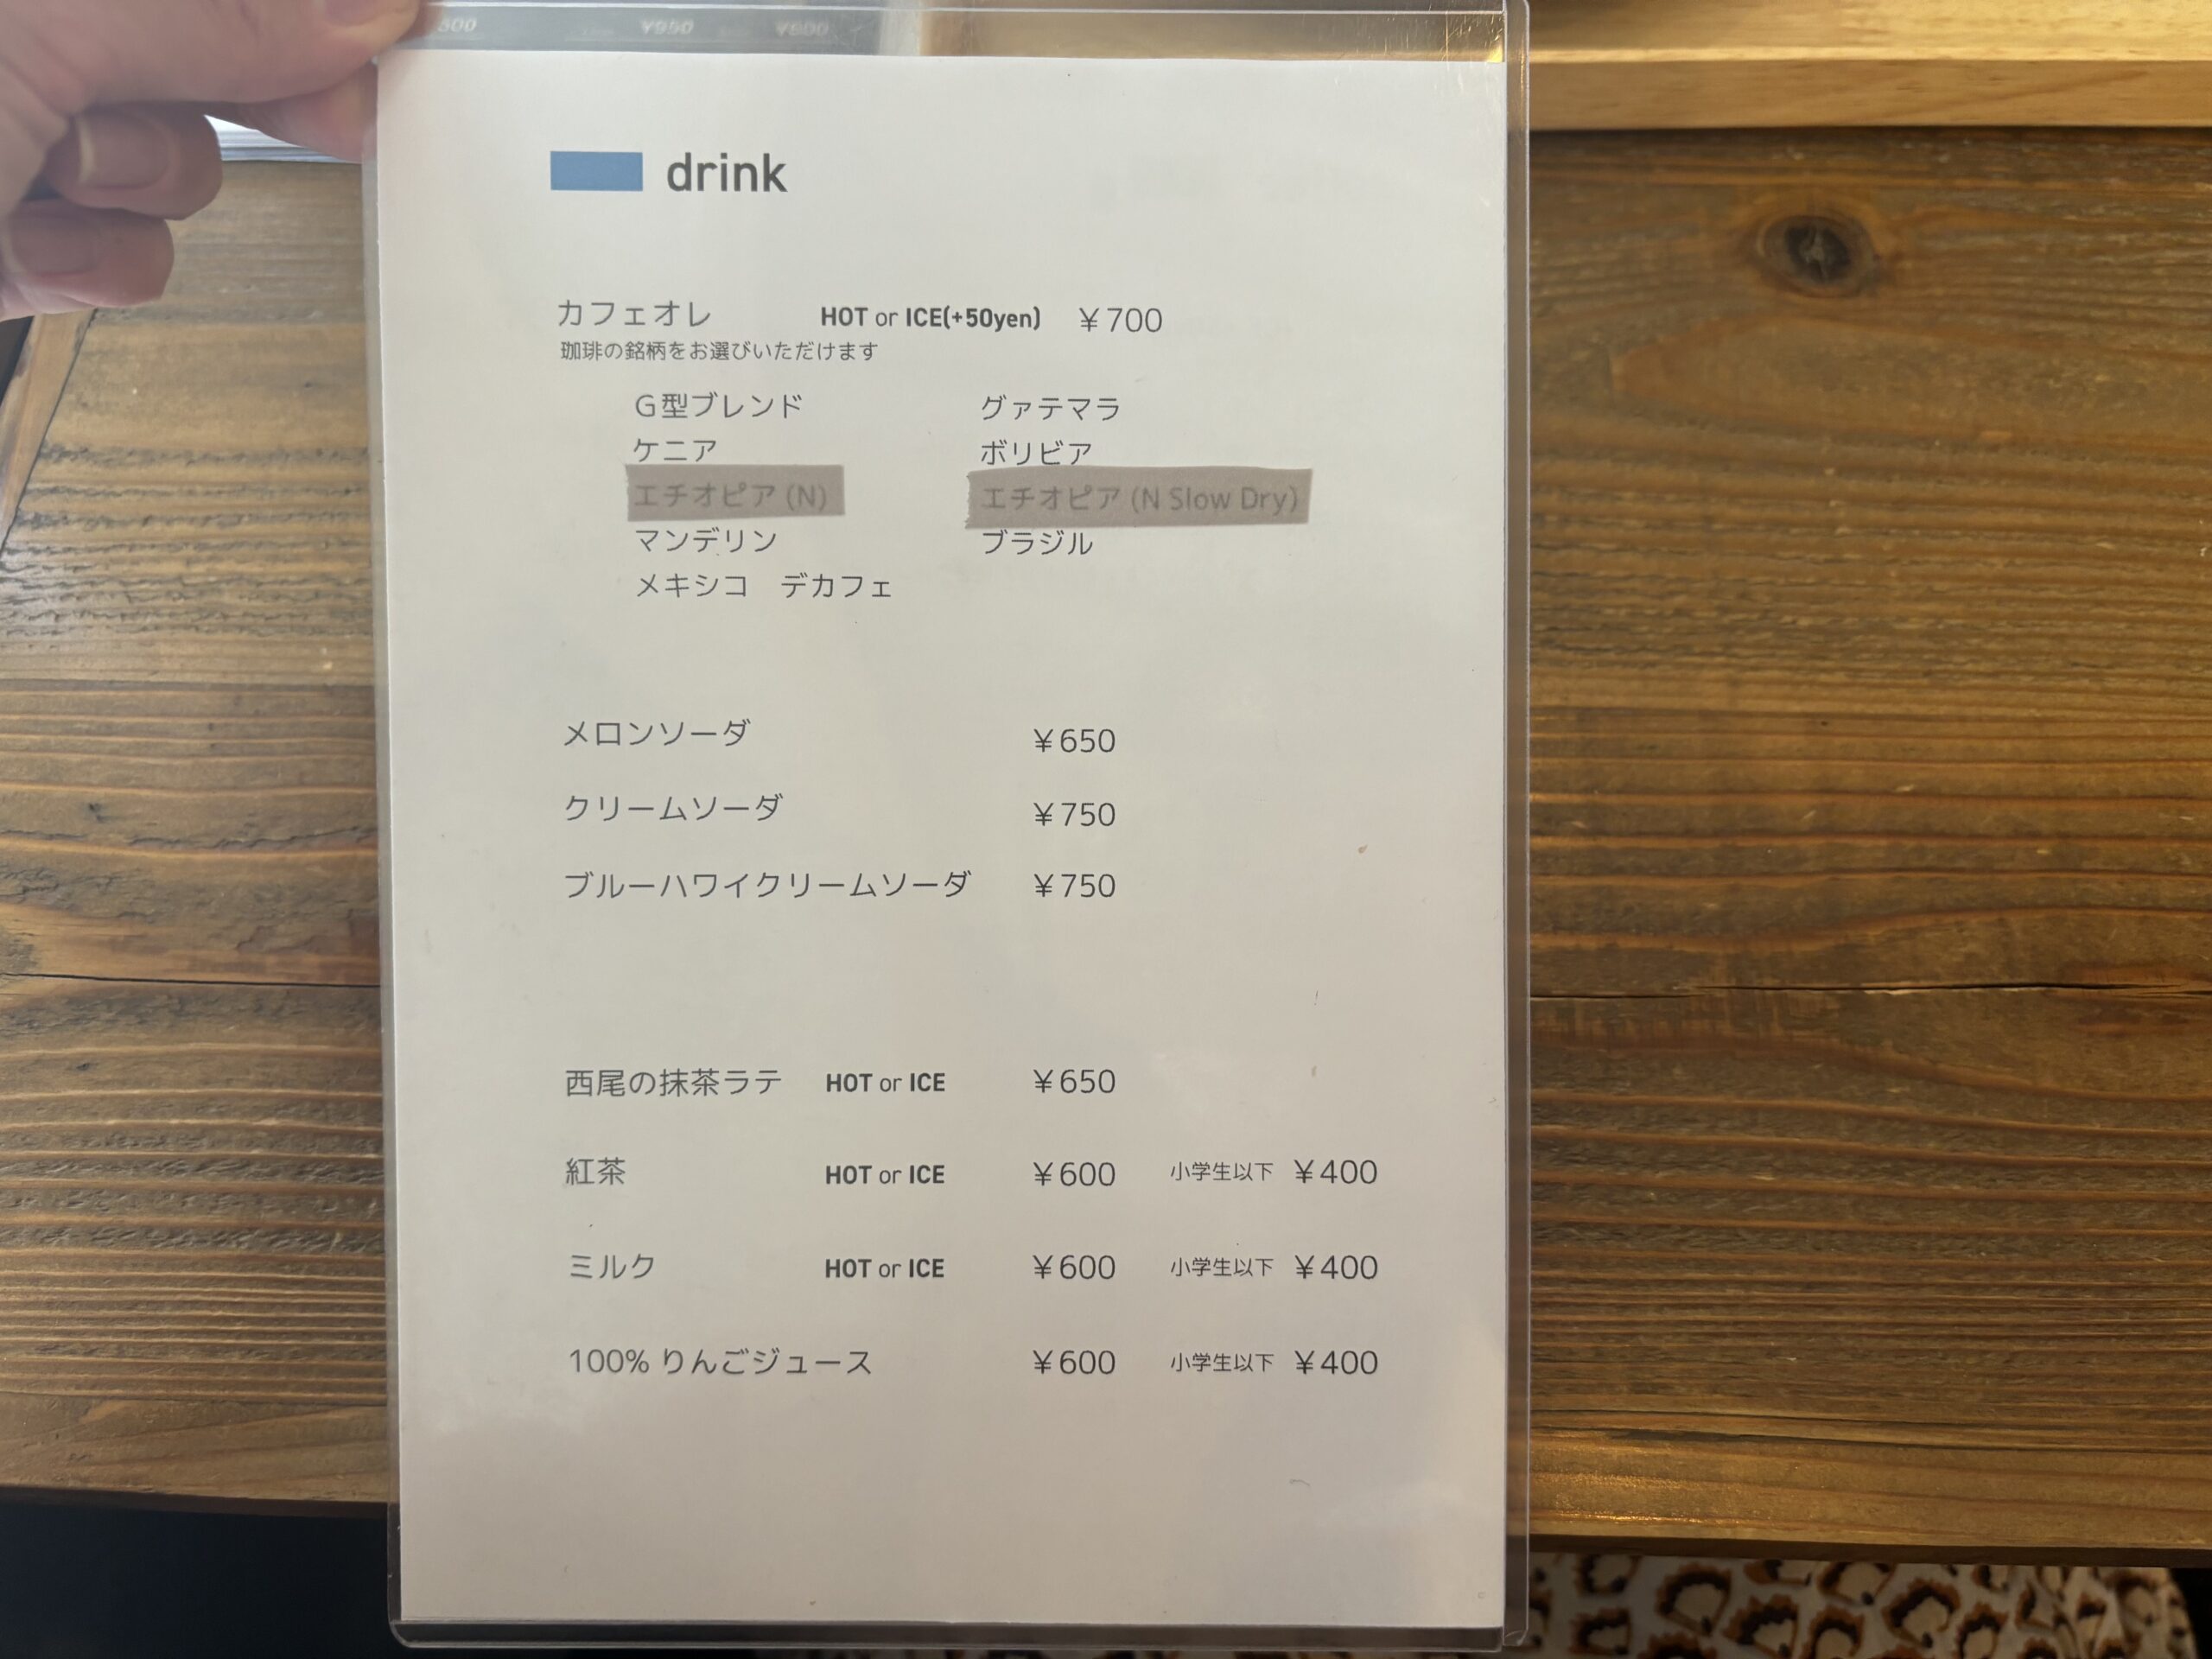 ¥950 ¥800
drink
カフェオレ HOT or ICE(+50yen) ¥700
珈琲の銘柄をお選びいただけます
G型ブレンド グァテマラ
ケニア ボリビア
エチオピア (N) エチオピア (N Slow Dry)
マンデリン ブラジル
メキシコ デカフェ
メロンソーダ ¥650
クリームソーダ ¥750
ブルーハワイクリームソーダ ¥750
西尾の抹茶ラテ HOT or ICE ¥650
紅茶 HOT or ICE ¥600 小学生以下 ¥400
ミルク HOT or ICE ¥600 小学生以下 ¥400
100% りんごジュース ¥600 小学生以下 ¥400